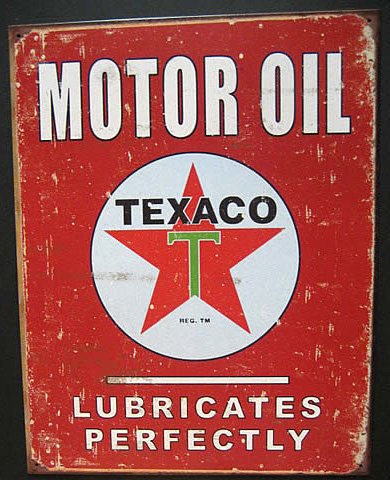 MOTOR OIL
TEXACO
T
REG. TM
LUBRICATES
PERFECTLY